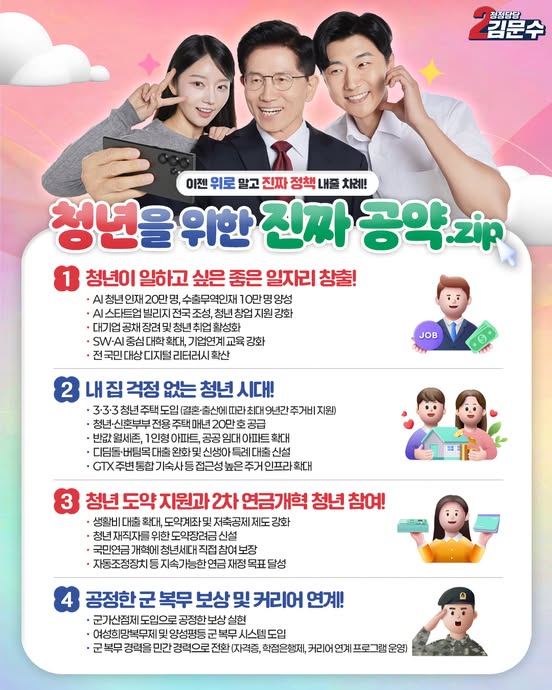 정정당당
2김문수
이젠 위로 말고 진짜 정책 내줄 차례!
청년을 위한 진짜 공약.zip
1 청년이 일하고 싶은 좋은 일자리 창출!
· AI 청년 인재 20만 명, 수출무역인재 10만 명 양성
· AI 스타트업 빌리지 전국 조성, 청년 창업 지원 강화
· 대기업 공채 장려 및 청년 취업 활성화
· SW·AI 중심 대학 확대, 기업연계 교육 강화
· 전 국민 대상 디지털 리터러시 확산
JOB
2 내 집 걱정 없는 청년 시대!
· 3·3·3 청년 주택 도입 (결혼·출산에 따라 최대 9년간 주거비 지원)
· 청년·신혼부부 전용 주택 매년 20만 호 공급
· 반값 월세존, 1인형 아파트, 공공 임대 아파트 확대
· 디딤돌·버팀목 대출 완화 및 신생아 특례 대출 신설
· GTX 주변 통합 기숙사 등 접근성 높은 주거 인프라 확대
3 청년 도약 지원과 2차 연금개혁 청년 참여!
· 생활비 대출 확대, 도약계좌 및 저축공제 제도 강화
· 청년 재직자를 위한 도약장려금 신설
· 국민연금 개혁에 청년세대 직접 참여 보장
· 자동조정장치 등 지속가능한 연금 재정 목표 달성
4 공정한 군 복무 보상 및 커리어 연계!
· 군가산점제 도입으로 공정한 보상 실현
· 여성희망복무제 및 양성평등 군 복무 시스템 도입
· 군 복무 경력을 민간 경력으로 전환 (자격증, 학점은행제, 커리어 연계 프로그램 운영)